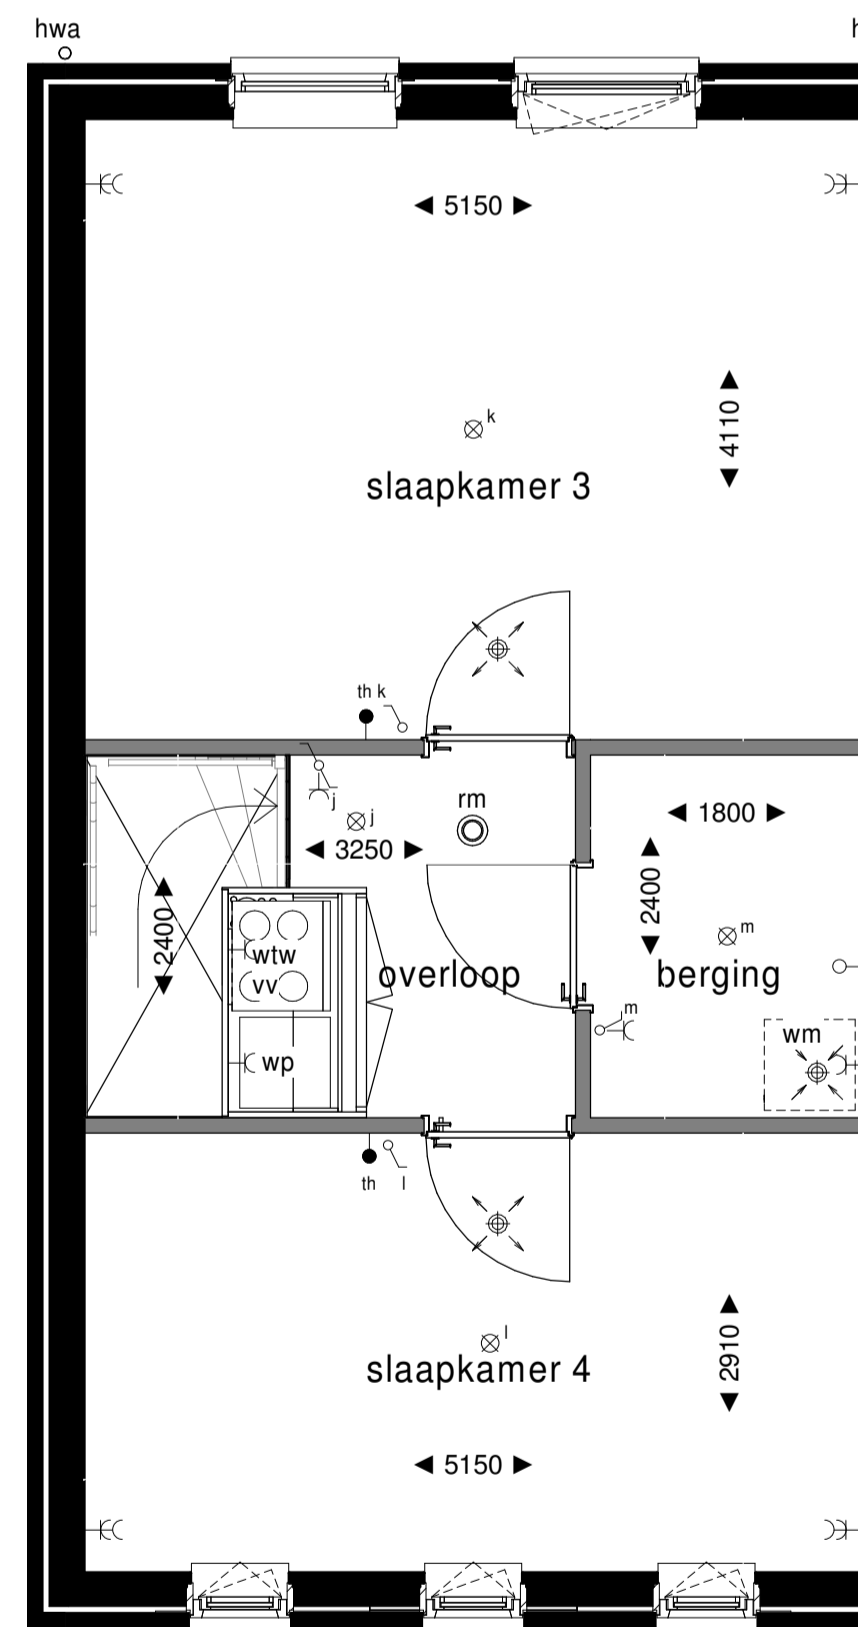 hwa
h
5150
k
4110
slaapkamer 3
th k
j
j
rm
3250
1800
2400
2400
m
wtw
vv
overloop
berging
m
wm
wp
th l
l
slaapkamer 4
2910
5150